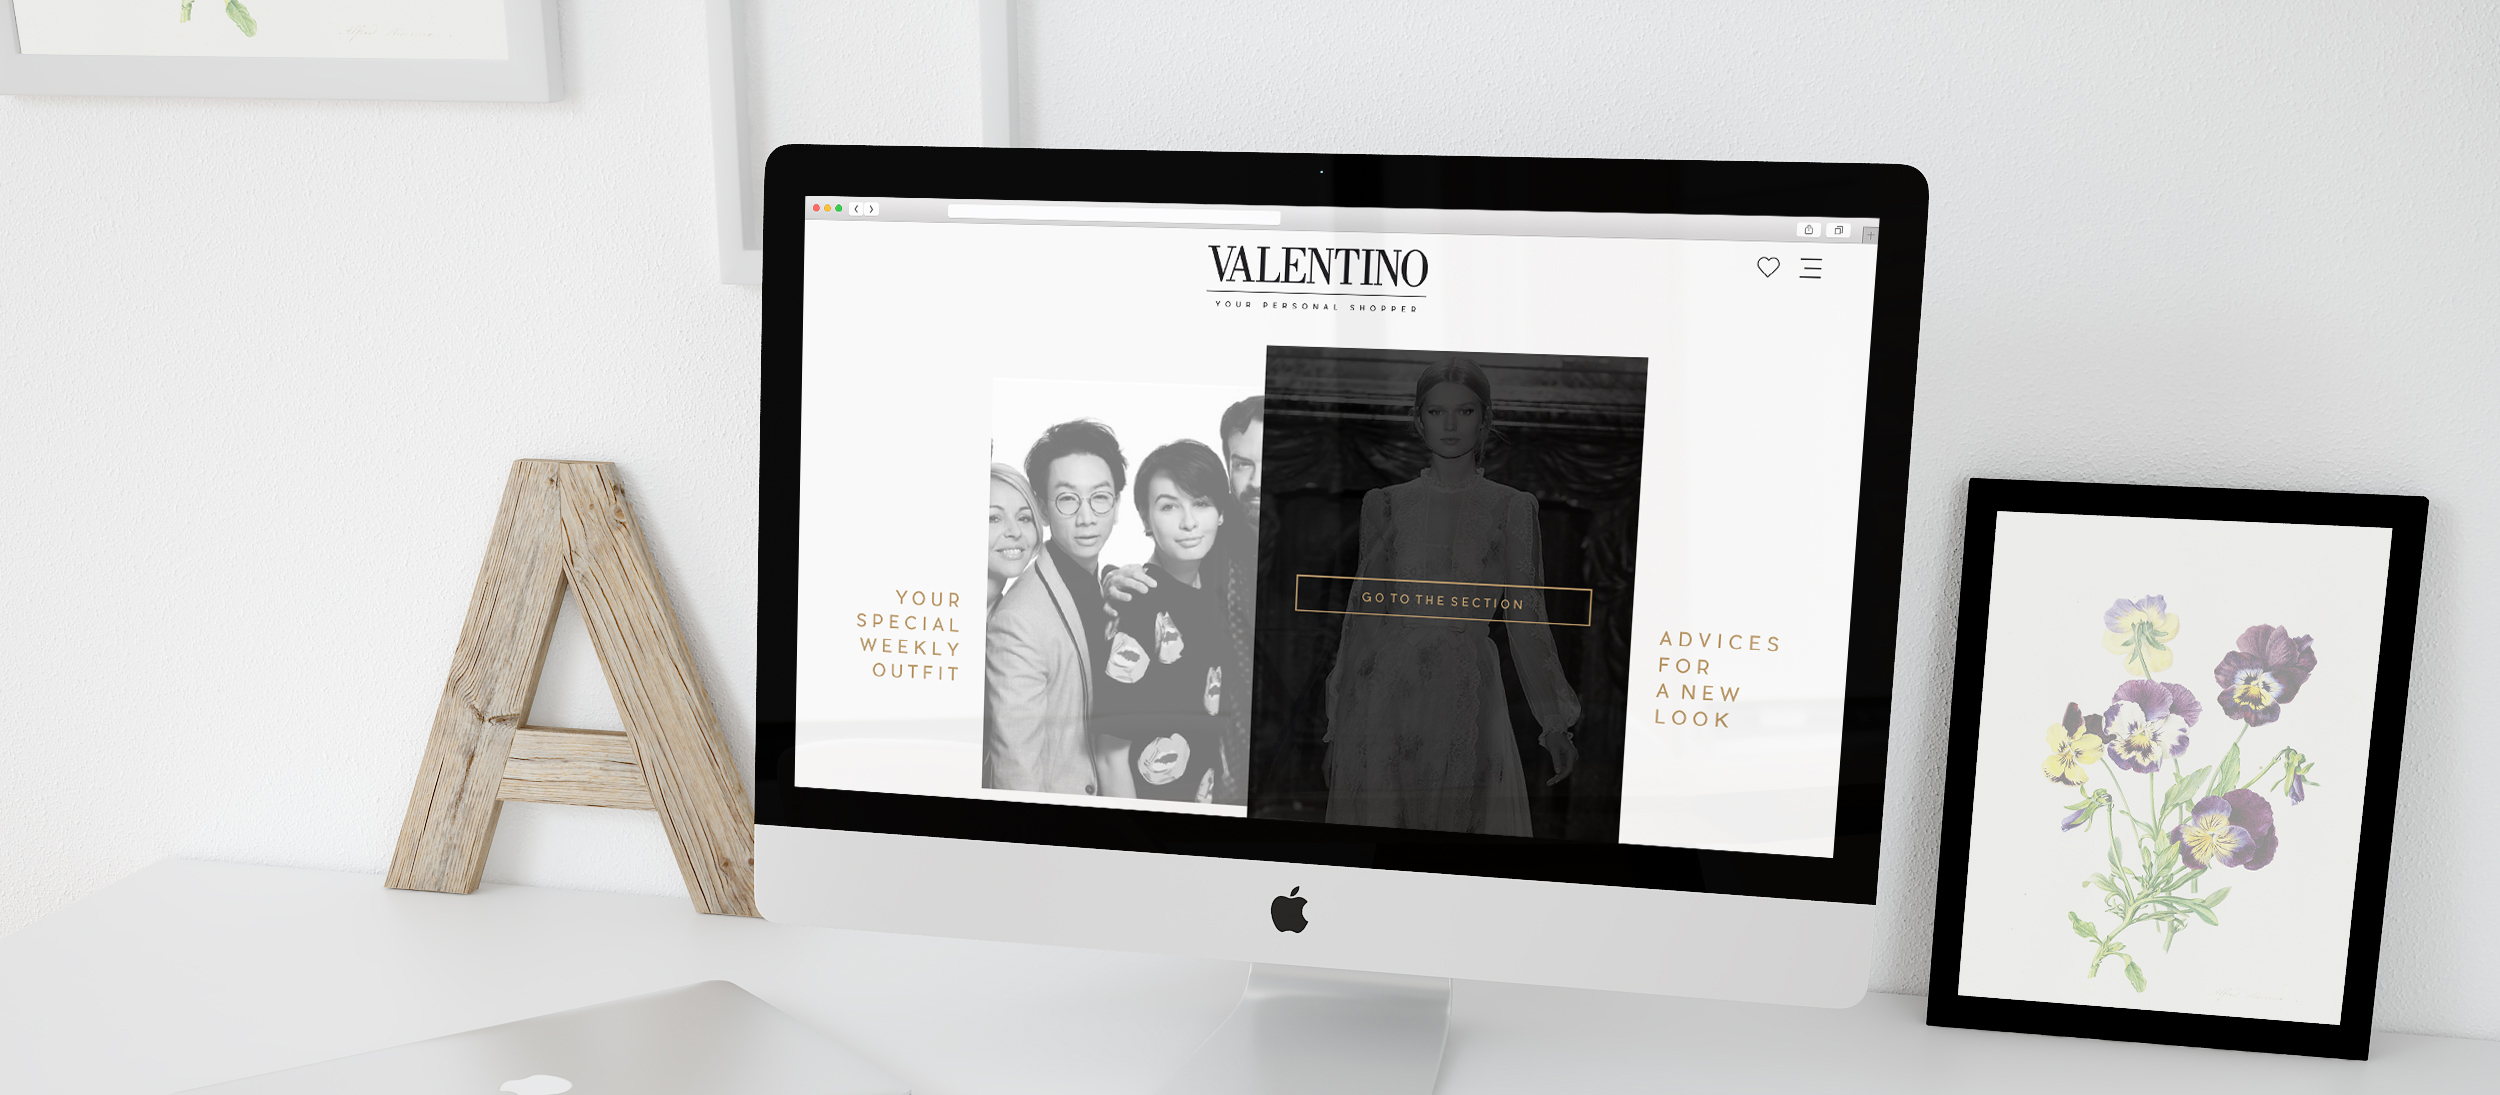 VALENTINO
YOUR PERSONAL SHOPPER
YOUR
SPECIAL
WEEKLY
OUTFIT
GO TO THE SECTION
ADVICES
FOR
A NEW
LOOK
A